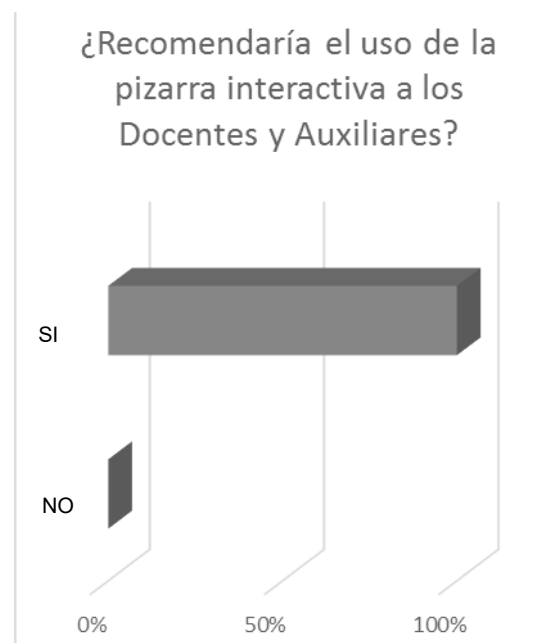 ¿Recomendaría el uso de la
pizarra interactiva a los
Docentes y Auxiliares?
SI
NO
0%
50%
100%